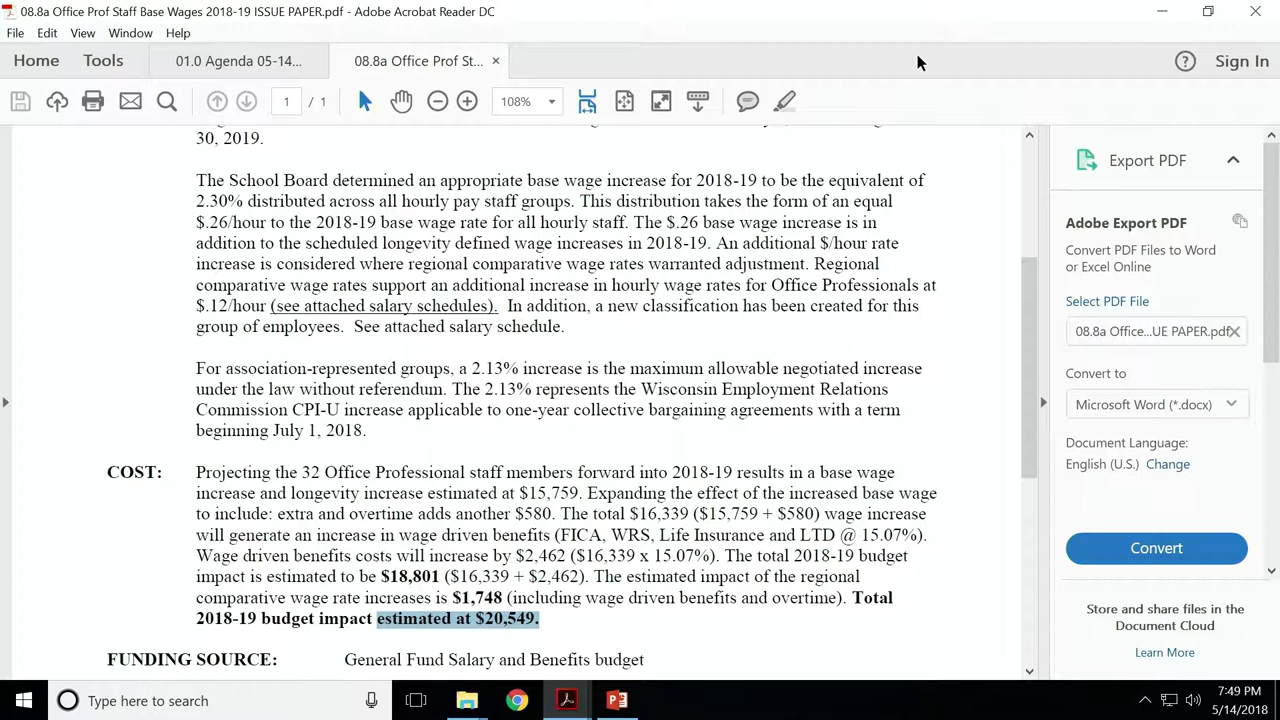 08.8a Office Prof Staff Base Wages 2018-19 ISSUE PAPER.pdf - Adobe Acrobat Reader DC
File Edit View Window Help
Home Tools 01.0 Agenda 05-14... 08.8a Office Prof St... × Sign In
1 / 1 108%
30, 2019.
The School Board determined an appropriate base wage increase for 2018-19 to be the equivalent of
2.30% distributed across all hourly pay staff groups. This distribution takes the form of an equal
$.26/hour to the 2018-19 base wage rate for all hourly staff. The $.26 base wage increase is in
addition to the scheduled longevity defined wage increases in 2018-19. An additional $/hour rate
increase is considered where regional comparative wage rates warranted adjustment. Regional
comparative wage rates support an additional increase in hourly wage rates for Office Professionals at
$.12/hour (see attached salary schedules). In addition, a new classification has been created for this
group of employees. See attached salary schedule.
For association-represented groups, a 2.13% increase is the maximum allowable negotiated increase
under the law without referendum. The 2.13% represents the Wisconsin Employment Relations
Commission CPI-U increase applicable to one-year collective bargaining agreements with a term
beginning July 1, 2018.
COST: Projecting the 32 Office Professional staff members forward into 2018-19 results in a base wage
increase and longevity increase estimated at $15,759. Expanding the effect of the increased base wage
to include: extra and overtime adds another $580. The total $16,339 ($15,759 + $580) wage increase
will generate an increase in wage driven benefits (FICA, WRS, Life Insurance and LTD @ 15.07%).
Wage driven benefits costs will increase by $2,462 ($16,339 x 15.07%). The total 2018-19 budget
impact is estimated to be $18,801 ($16,339 + $2,462). The estimated impact of the regional
comparative wage rate increases is $1,748 (including wage driven benefits and overtime). Total
2018-19 budget impact estimated at $20,549.
FUNDING SOURCE: General Fund Salary and Benefits budget
Export PDF
Adobe Export PDF
Convert PDF Files to Word
or Excel Online
Select PDF File
08.8a Office...UE PAPER.pdf
Convert to
Microsoft Word (*.docx)
Document Language:
English (U.S.) Change
Convert
Store and share files in the
Document Cloud
Learn More
Type here to search
7:49 PM
5/14/2018